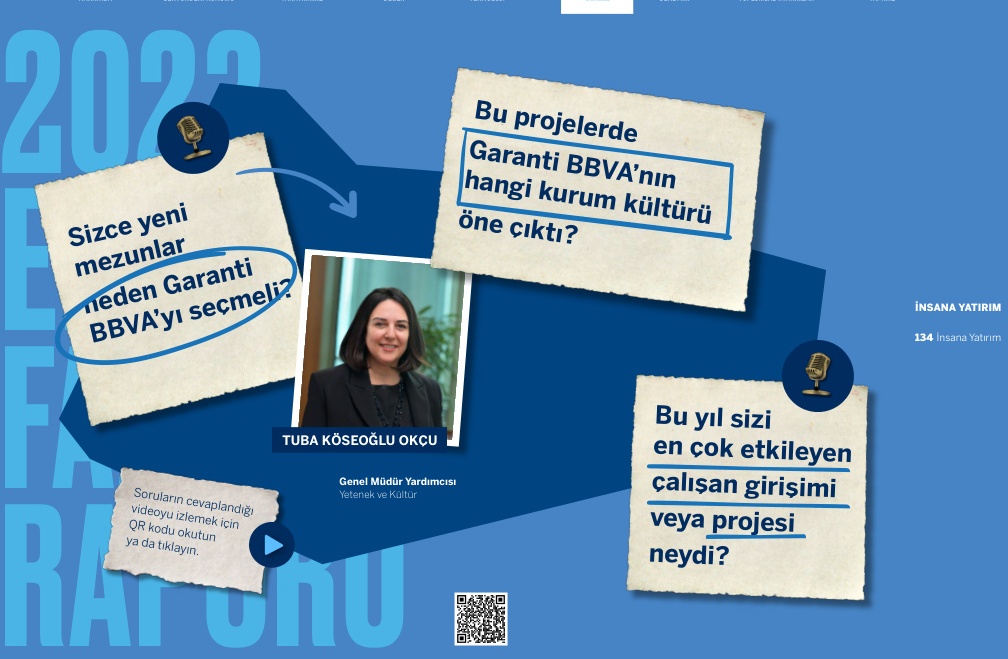 2022
Sizce yeni
mezunlar
neden Garanti
BBVA’yı seçmeli?
Bu projelerde
Garanti BBVA’nın
hangi kurum kültürü
öne çıktı?
TUBA KÖSEOĞLU OKÇU
Genel Müdür Yardımcısı
Yetenek ve Kültür
Bu yıl sizi
en çok etkileyen
çalışan girişimi
veya projesi
neydi?
Soruların cevaplandığı
videoyu izlemek için
QR kodu okutun
ya da tıklayın.
RAPORU
İNSANA YATIRIM
134 İnsana Yatırım